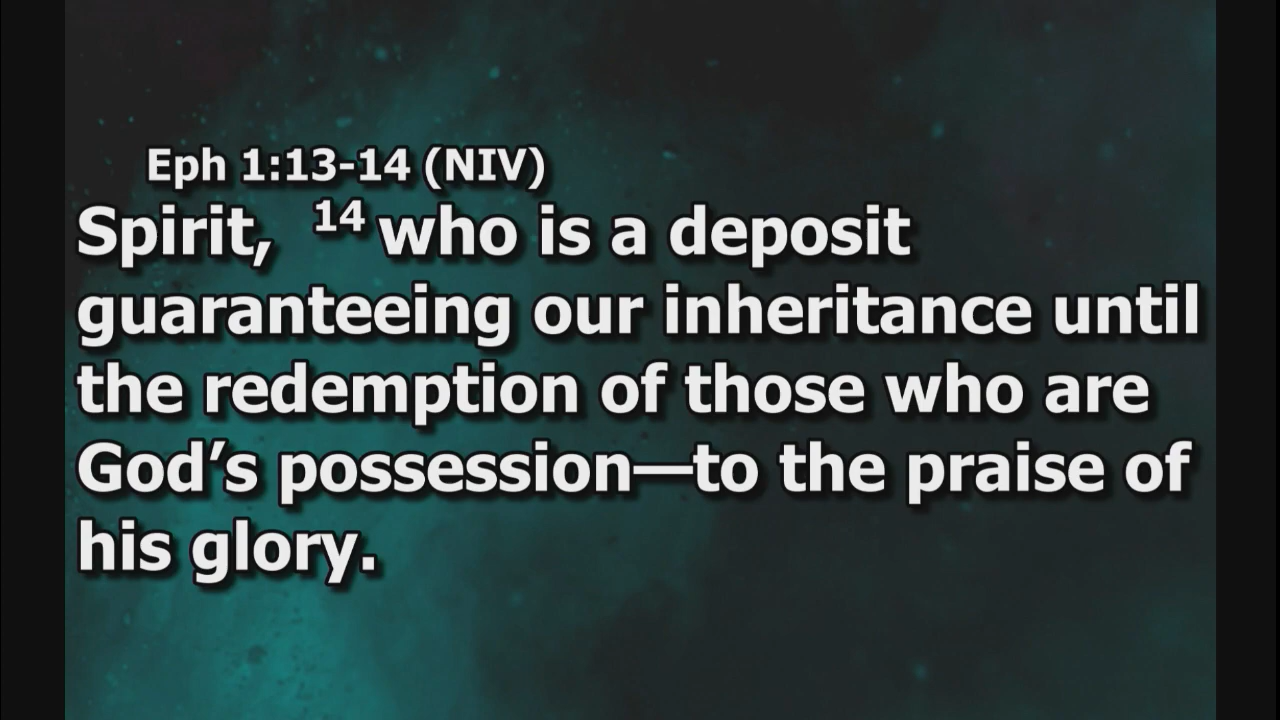 Eph 1:13-14 (NIV)
Spirit, 14 who is a deposit
guaranteeing our inheritance until
the redemption of those who are
God’s possession—to the praise of
his glory.